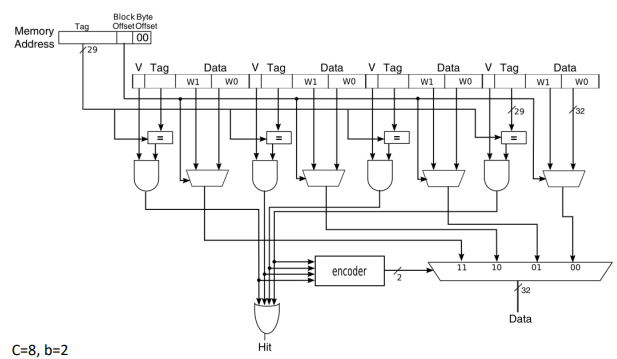 Block Byte
Tag Offset Offset
Memory
Address
00
29
V Tag Data V Tag Data V Tag Data V Tag Data
W1 W0 W1 W0 W1 W0 W1 W0
29 32
= = = =
11 10 01 00
encoder
2
32
Data
Hit
C=8, b=2